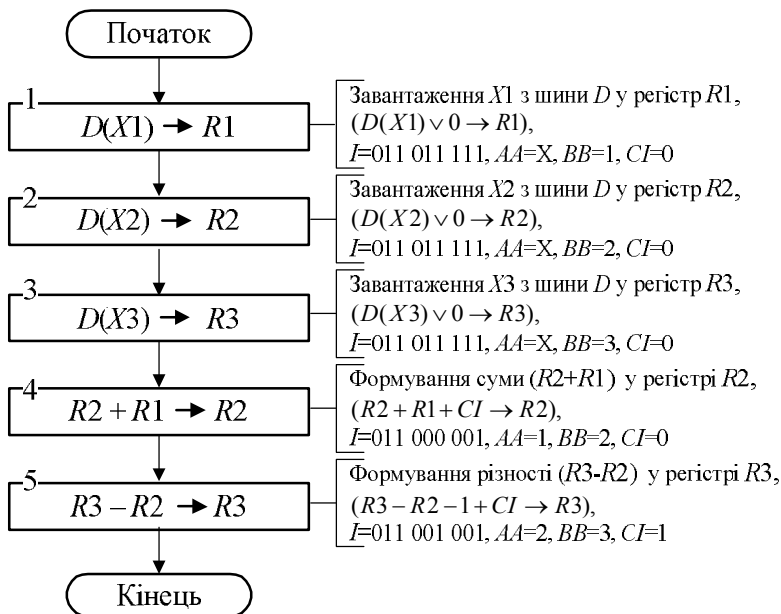 Початок
1
D(X1) → R1
Завантаження X1 з шини D у регістр R1,
(D(X1) ∨ 0 → R1),
I=011 011 111, AA=X, BB=1, CI=0
2
D(X2) → R2
Завантаження X2 з шини D у регістр R2,
(D(X2) ∨ 0 → R2),
I=011 011 111, AA=X, BB=2, CI=0
3
D(X3) → R3
Завантаження X3 з шини D у регістр R3,
(D(X3) ∨ 0 → R3),
I=011 011 111, AA=X, BB=3, CI=0
4
R2 + R1 → R2
Формування суми (R2+R1) у регістрі R2,
(R2 + R1 + CI → R2),
I=011 000 001, AA=1, BB=2, CI=0
5
R3 – R2 → R3
Формування різності (R3-R2) у регістрі R3,
(R3 – R2 – 1 + CI → R3),
I=011 001 001, AA=2, BB=3, CI=1
Кінець